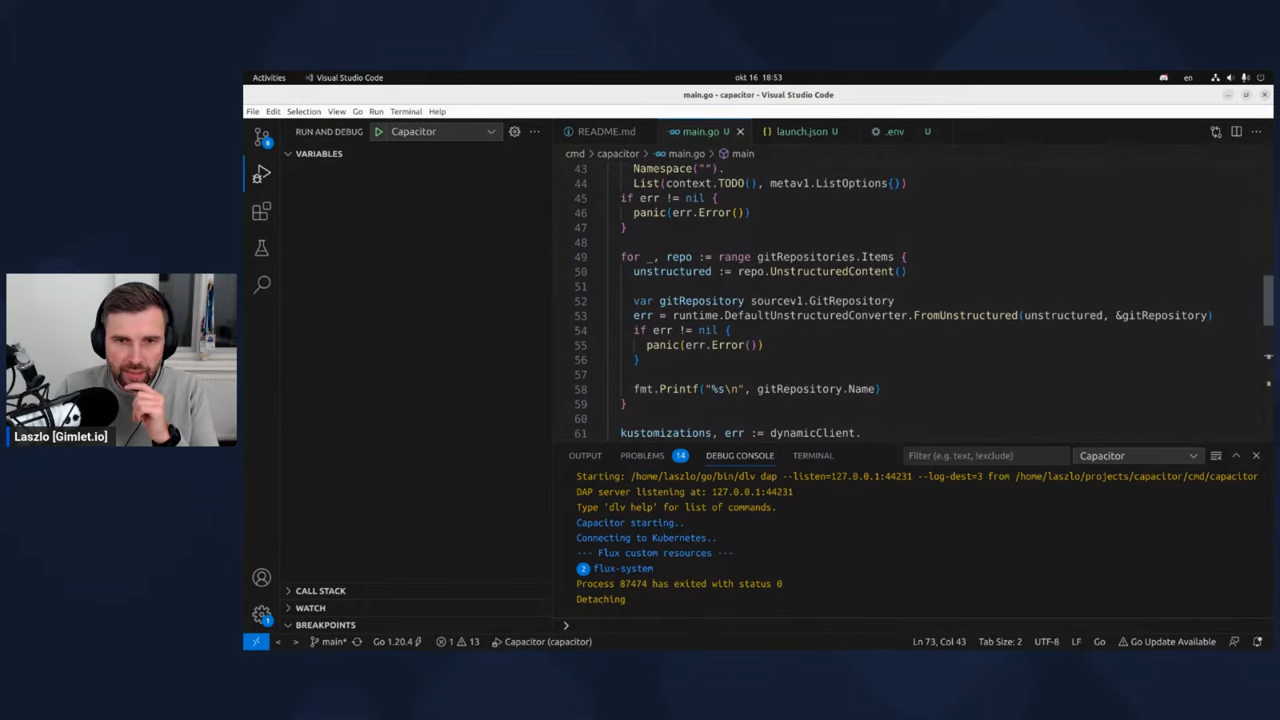 Activities
Visual Studio Code
okt 16 18:53
en
main.go - capacitor - Visual Studio Code
File Edit Selection View Go Run Terminal Help
RUN AND DEBUG
Capacitor
README.md
main.go U
launch.json U
.env U
6
VARIABLES
cmd > capacitor > main.go > main
43 Namespace("").
44 List(context.TODO(), metav1.ListOptions{})
45 if err != nil {
46 panic(err.Error())
47 }
48
49 for _, repo := range gitRepositories.Items {
50 unstructured := repo.UnstructuredContent()
51
52 var gitRepository sourcev1.GitRepository
53 err = runtime.DefaultUnstructuredConverter.FromUnstructured(unstructured, &gitRepository)
54 if err != nil {
55 panic(err.Error())
56 }
57
58 fmt.Printf("%s\n", gitRepository.Name)
59 }
60
61 kustomizations, err := dynamicClient.
Laszlo [Gimlet.io]
OUTPUT PROBLEMS 14 DEBUG CONSOLE TERMINAL
Filter (e.g. text, !exclude)
Capacitor
Starting: /home/laszlo/go/bin/dlv dap --listen=127.0.0.1:44231 --log-dest=3 from /home/laszlo/projects/capacitor/cmd/capacitor
DAP server listening at: 127.0.0.1:44231
Type 'dlv help' for list of commands.
Capacitor starting..
Connecting to Kubernetes..
--- Flux custom resources ---
2 flux-system
Process 87474 has exited with status 0
Detaching
CALL STACK
WATCH
BREAKPOINTS
1
main* Go 1.20.4 1 13 Capacitor (capacitor)
Ln 73, Col 43 Tab Size: 2 UTF-8 LF Go Go Update Available